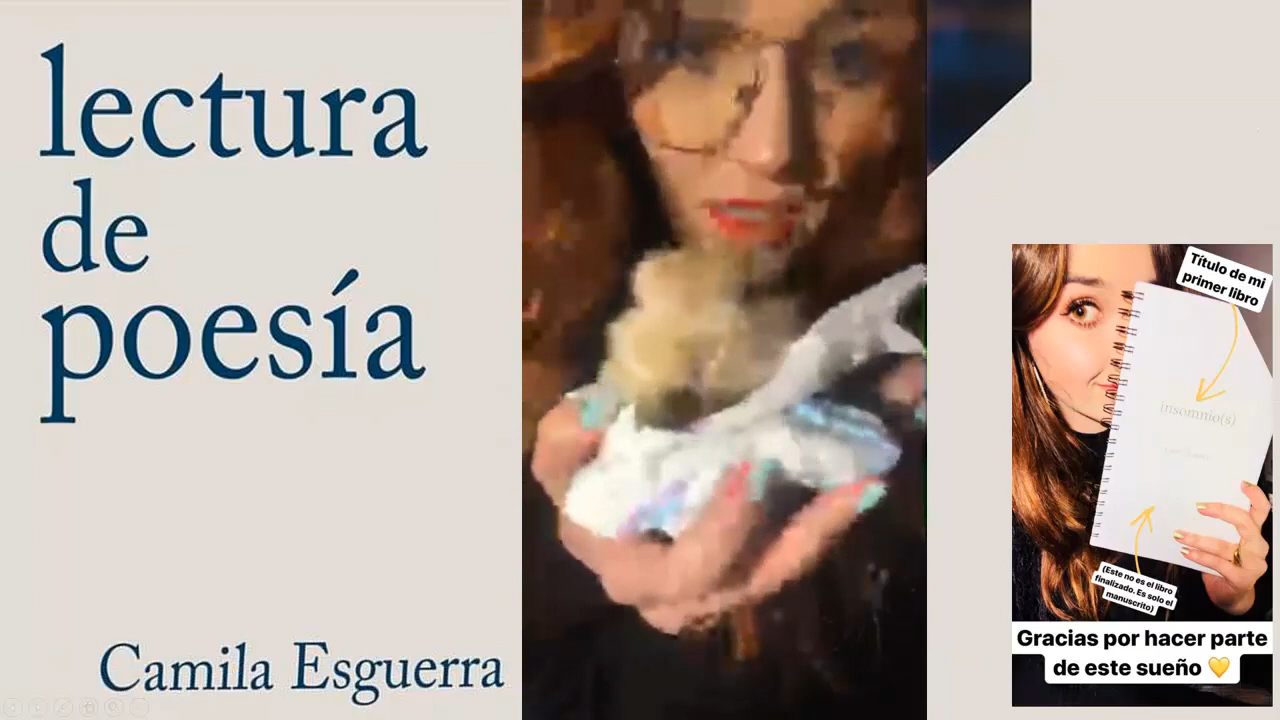 lectura
de
poesía
Camila Esguerra
Título de mi
primer libro
insomnio(s)
(Este no es el libro
finalizado. Es solo el
manuscrito)
Gracias por hacer parte
de este sueño 💛